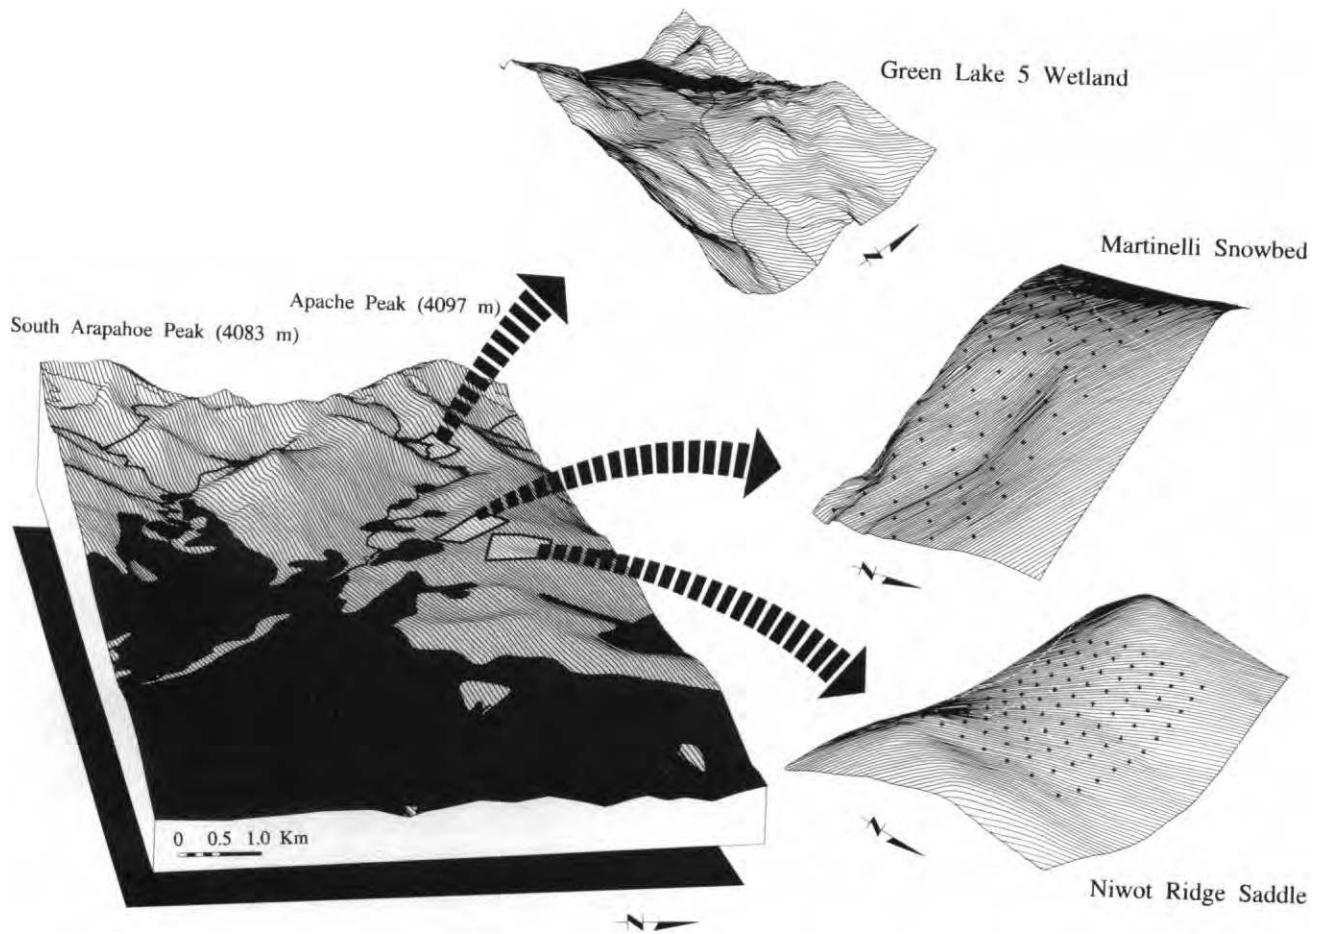 Green Lake 5 Wetland
N
Martinelli Snowbed
Apache Peak (4097 m)
South Arapahoe Peak (4083 m)
N
N
0 0.5 1.0 Km
Niwot Ridge Saddle
N